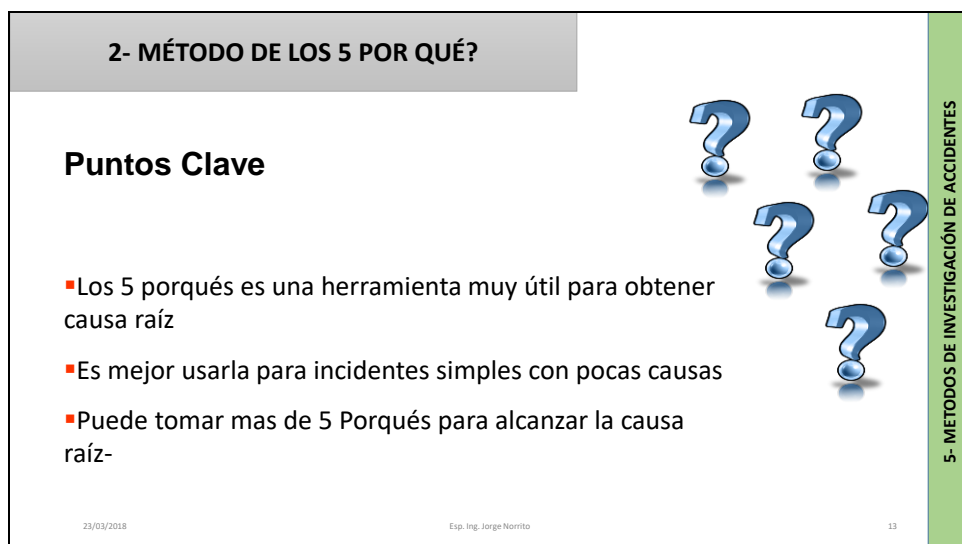 2- MÉTODO DE LOS 5 POR QUÉ?
Puntos Clave
▪Los 5 porqués es una herramienta muy útil para obtener
causa raíz
▪Es mejor usarla para incidentes simples con pocas causas
▪Puede tomar mas de 5 Porqués para alcanzar la causa
raíz-
5- METODOS DE INVESTIGACIÓN DE ACCIDENTES
23/03/2018
Esp. Ing. Jorge Norrito
13